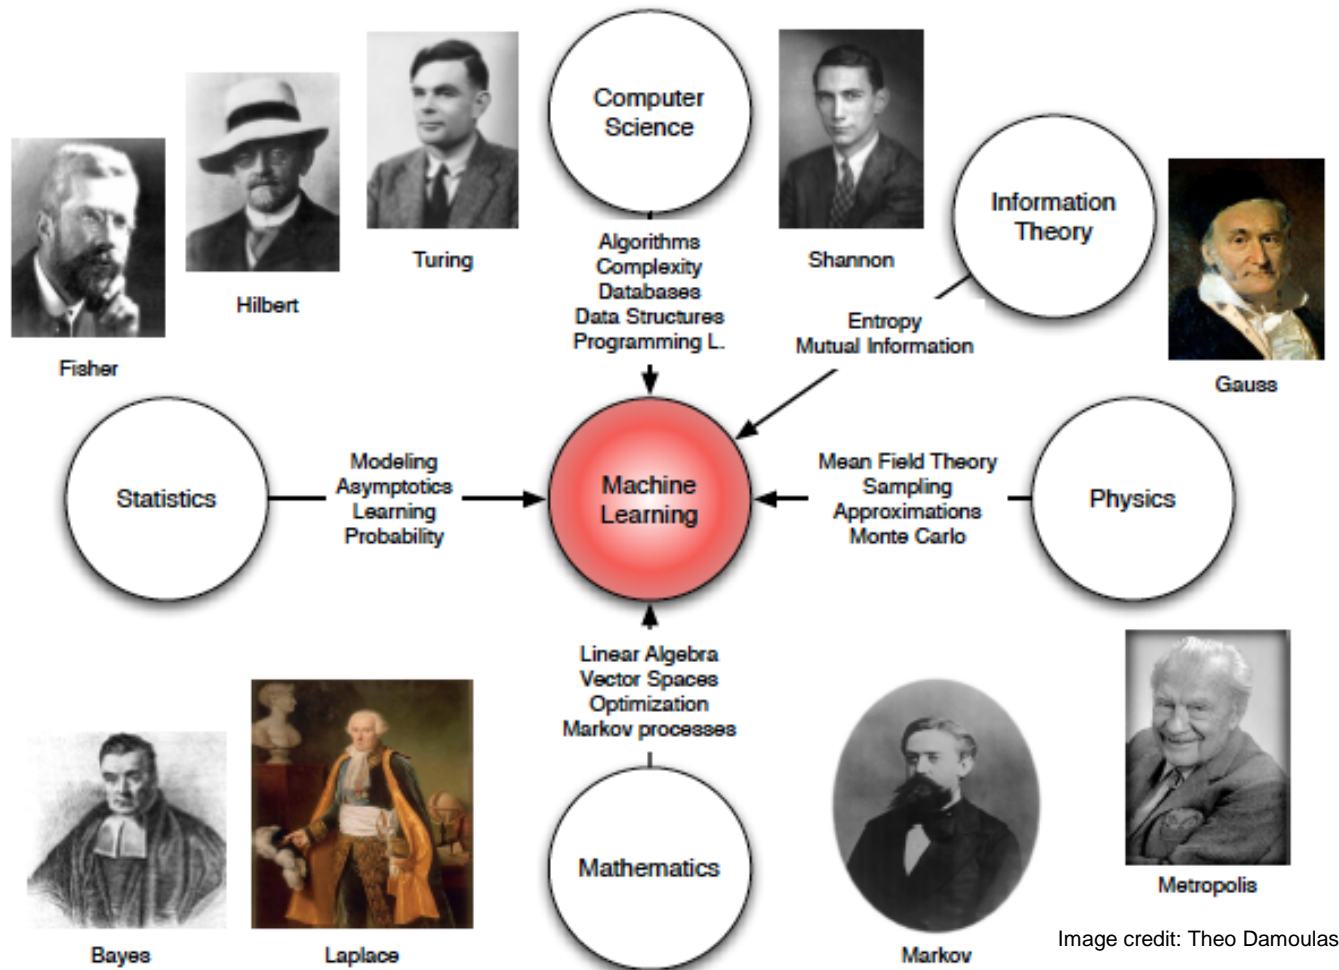 Computer
Science
Information
Theory
Turing
Algorithms
Complexity
Databases
Data Structures
Programming L.
Shannon
Hilbert
Entropy
Mutual Information
Fisher
Gauss
Statistics
Modeling
Asymptotics
Learning
Probability
Machine
Learning
Mean Field Theory
Sampling
Approximations
Monte Carlo
Physics
Linear Algebra
Vector Spaces
Optimization
Markov processes
Mathematics
Metropolis
Bayes
Laplace
Markov
Image credit: Theo Damoulas